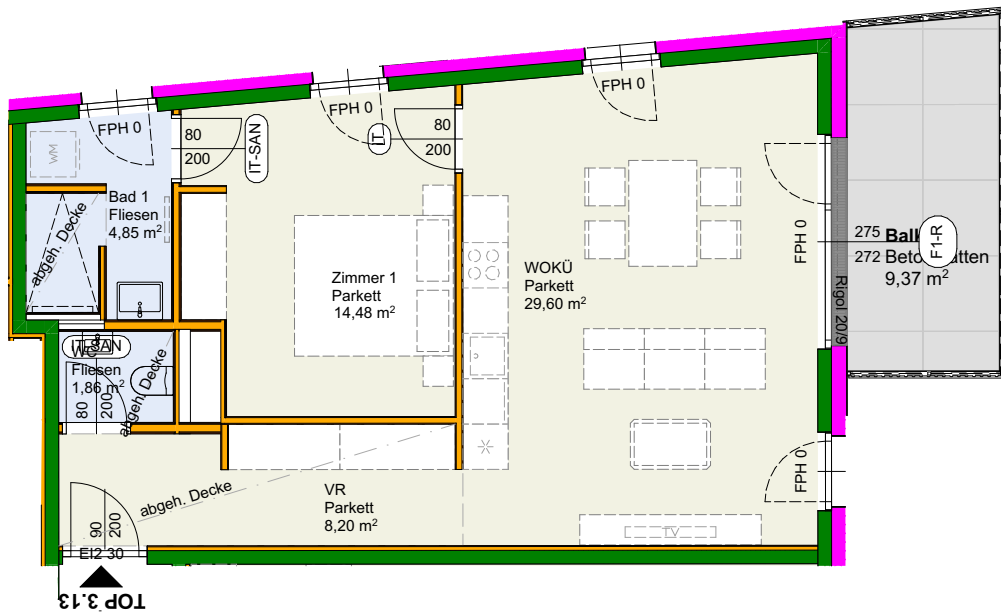 FPH 0
FPH 0
FPH 0
WM
80
200
IT-SAN
IT
80
200
Bad 1
Fliesen
4,85 m²
abgeh. Decke
Zimmer 1
Parkett
14,48 m²
WOKÜ
Parkett
29,60 m²
FPH 0
275
272
F1-R
9,37 m²
Rigol 20/9
IT-SAN
WC
Fliesen
1,86 m²
80
200
abgeh. Decke
abgeh. Decke
VR
Parkett
8,20 m²
FPH 0
TV
90
200
EI2 30
TOP 3.13